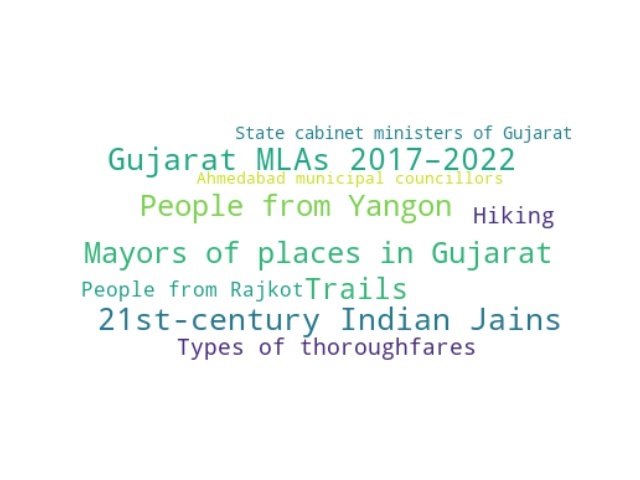 State cabinet ministers of Gujarat
Gujarat MLAs 2017–2022
Ahmedabad municipal councillors
People from Yangon
Hiking
Mayors of places in Gujarat
People from Rajkot
Trails
21st-century Indian Jains
Types of thoroughfares